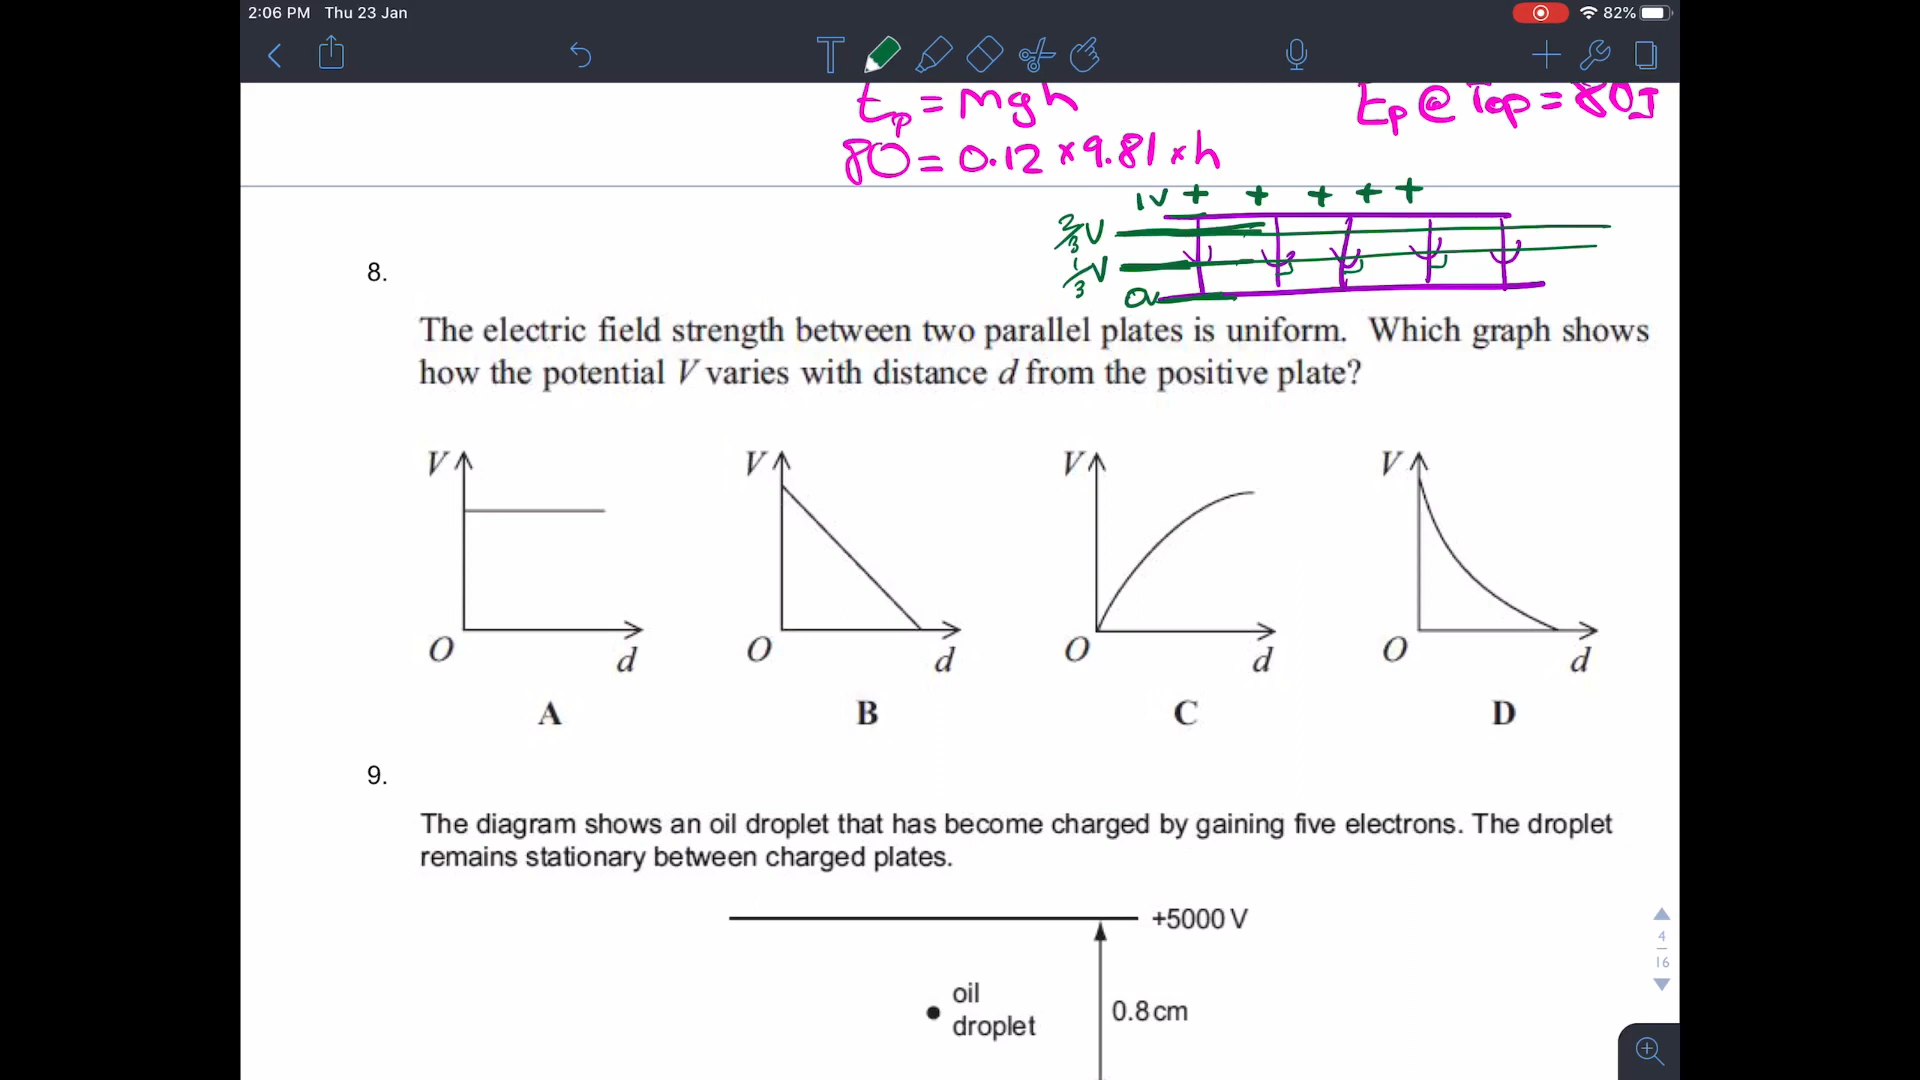 2:06 PM Thu 23 Jan
82%
Ep = mgh
Ep @ Top = 80J
80 = 0.12 × 9.81 × h
1V + + + + +
2/3 V
1/3 V
0V
8.
The electric field strength between two parallel plates is uniform. Which graph shows
how the potential V varies with distance d from the positive plate?
V V V V
O d O d O d O d
A B C D
9.
The diagram shows an oil droplet that has become charged by gaining five electrons. The droplet
remains stationary between charged plates.
+5000 V
oil
droplet
0.8 cm
4
16